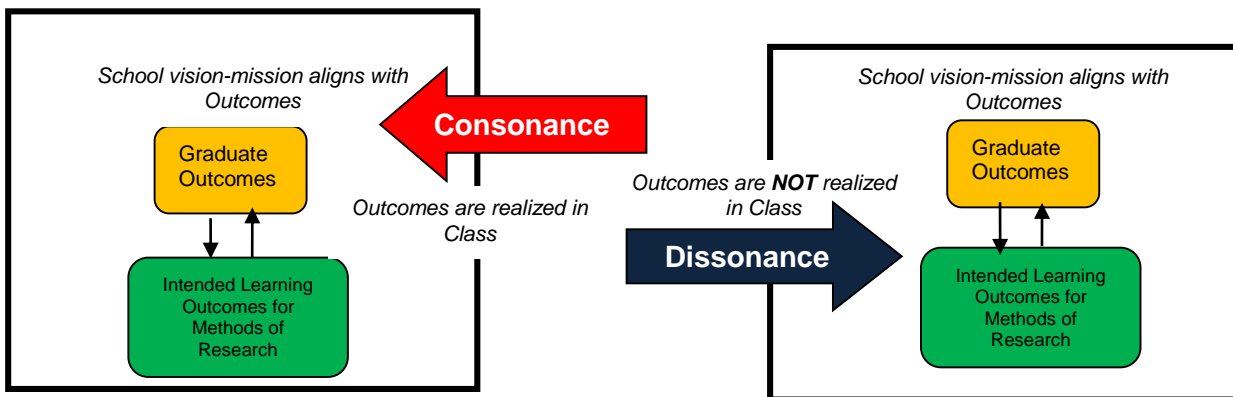 School vision-mission aligns with
Outcomes
Graduate
Outcomes
Intended Learning
Outcomes for
Methods of
Research
Consonance
Outcomes are realized in
Class
Outcomes are NOT realized
in Class
Dissonance
School vision-mission aligns with
Outcomes
Graduate
Outcomes
Intended Learning
Outcomes for
Methods of
Research